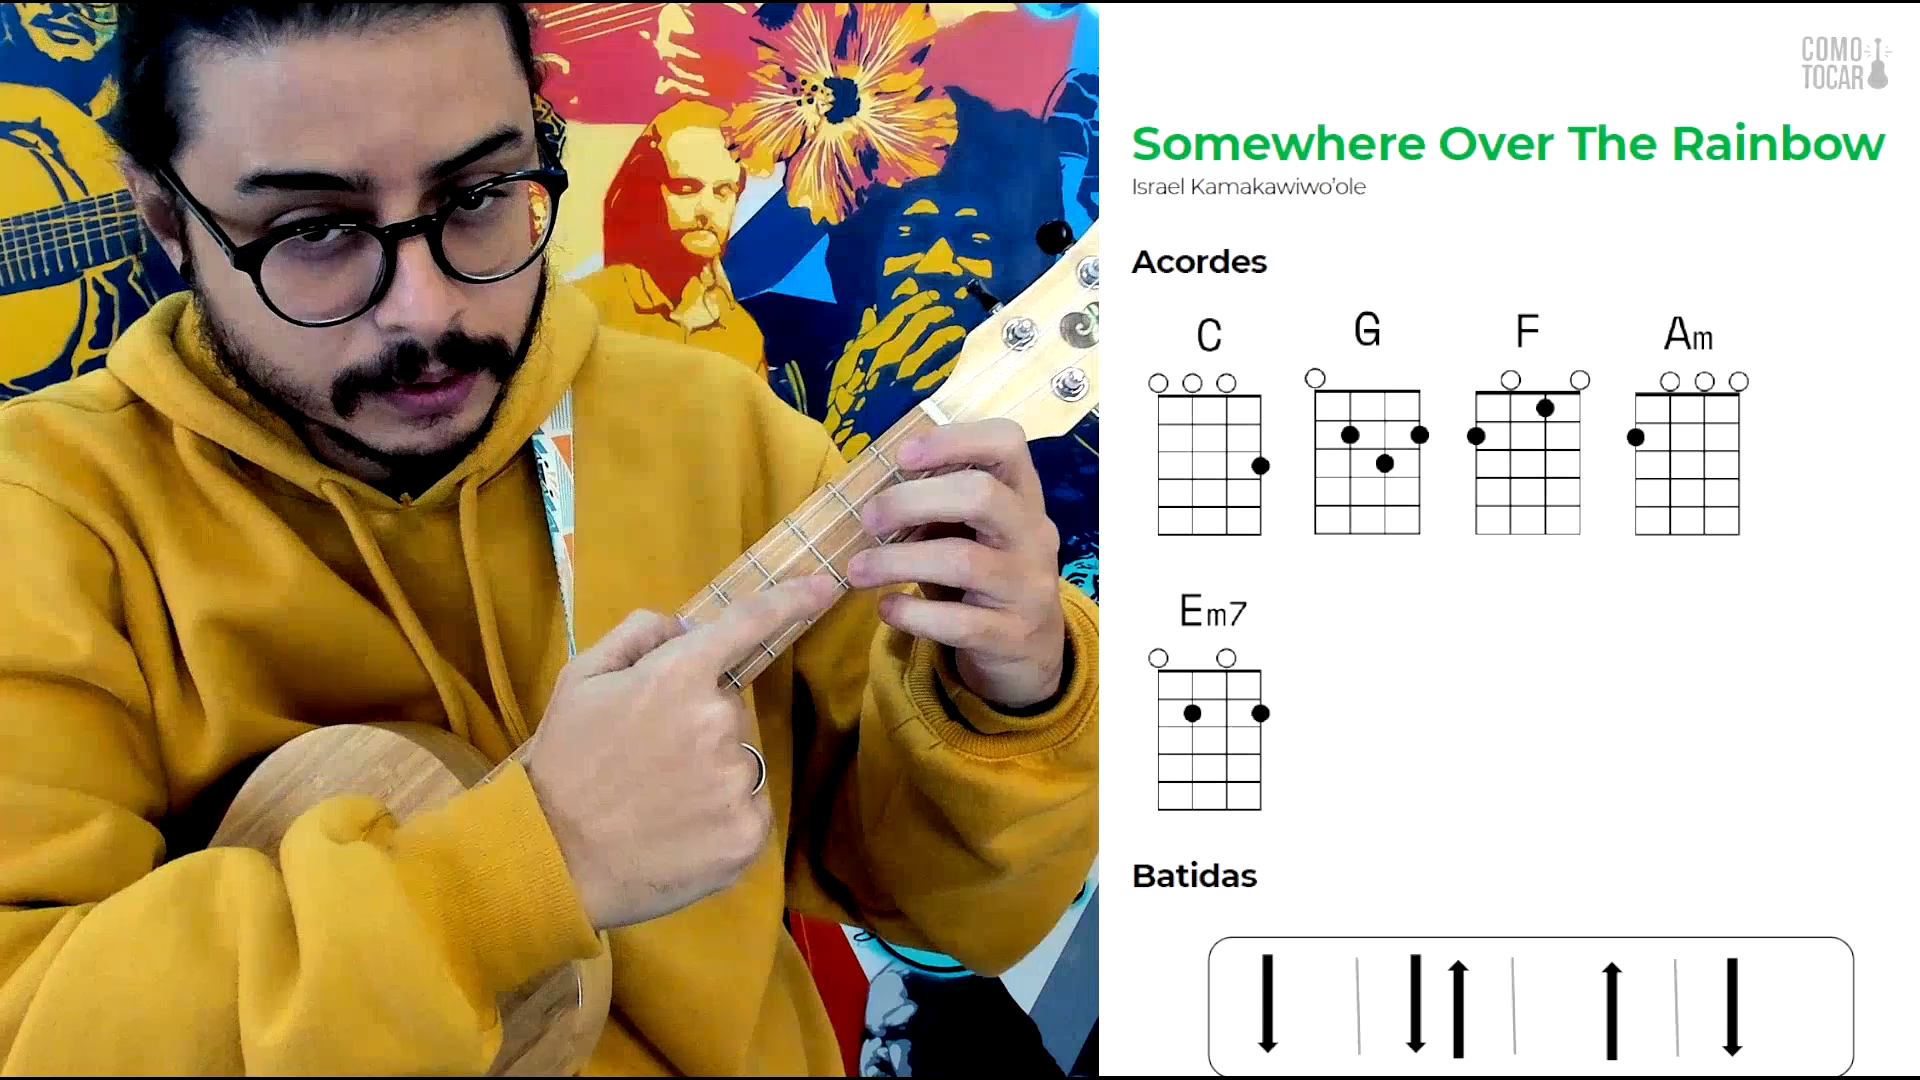 COMO
TOCAR
Somewhere Over The Rainbow
Israel Kamakawiwo'ole
Acordes
C
G
F
Am
Em7
Batidas